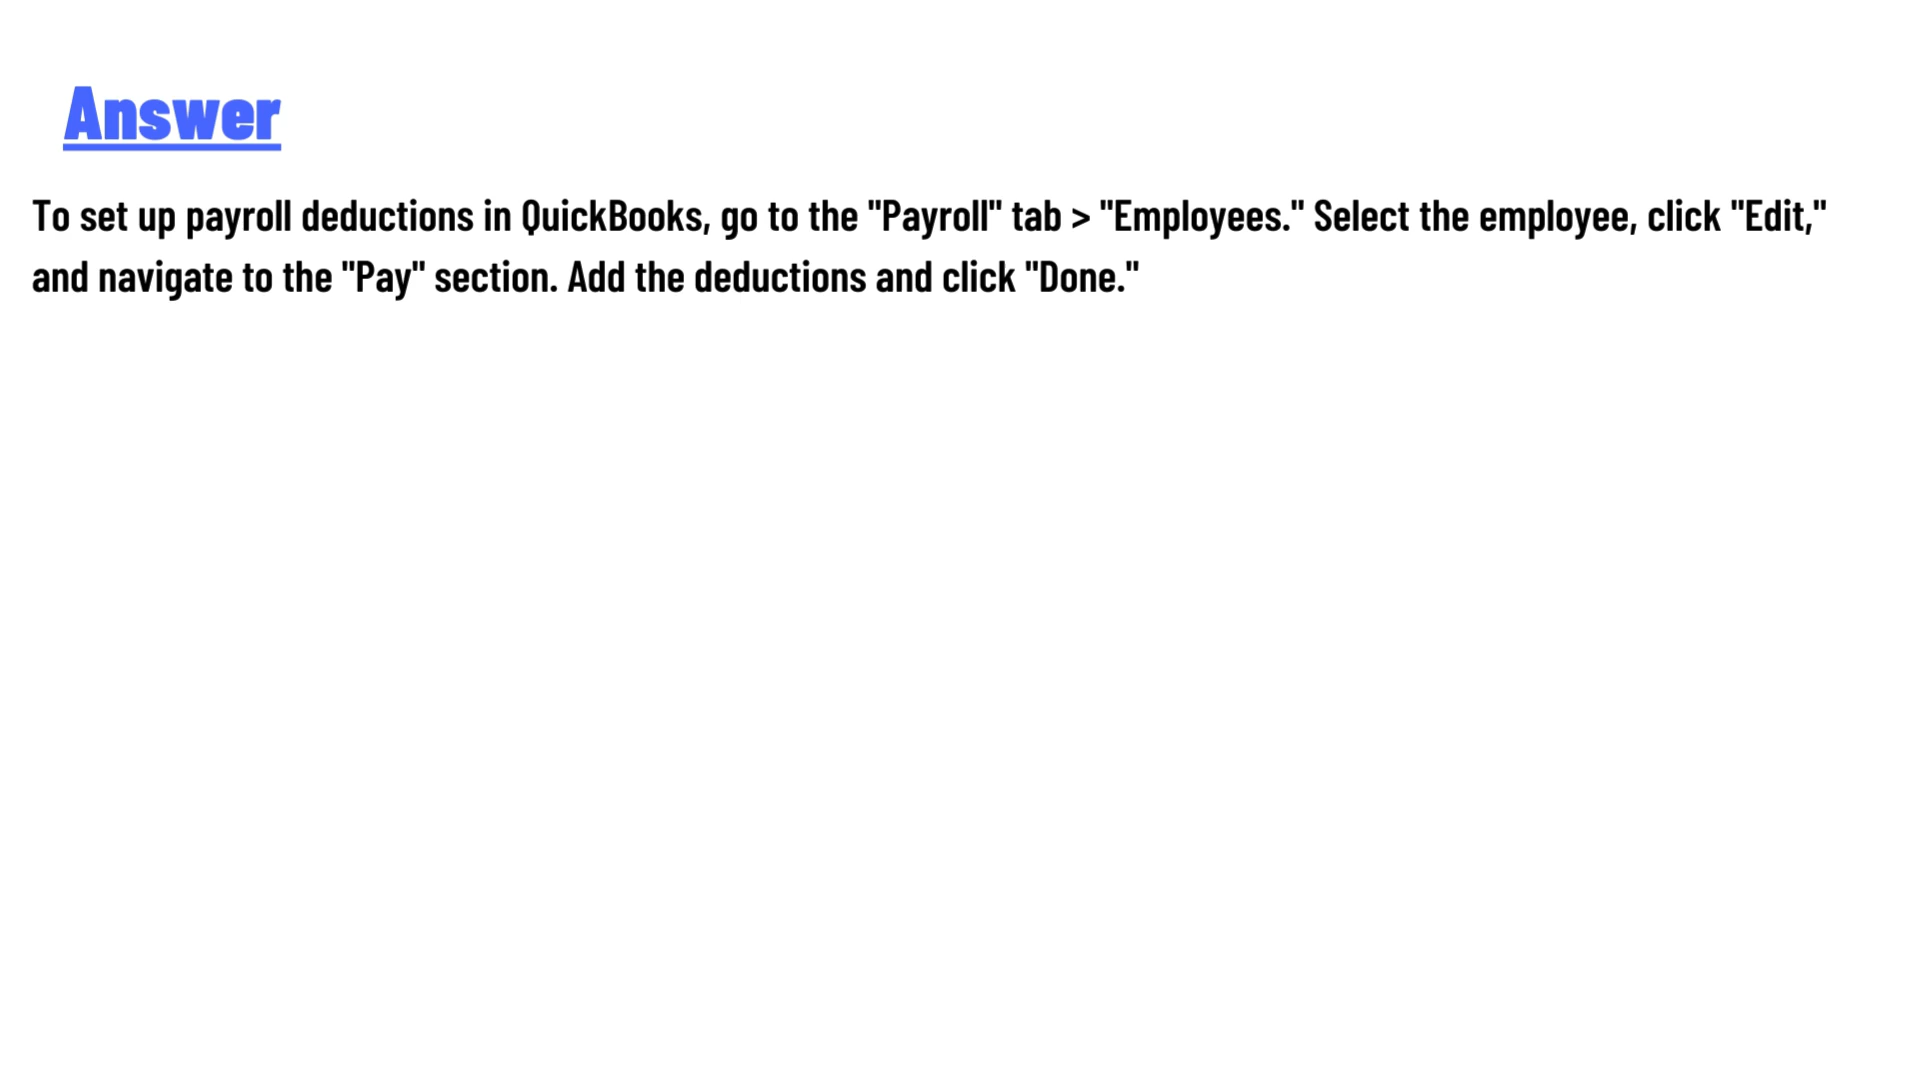 Answer
To set up payroll deductions in QuickBooks, go to the "Payroll" tab > "Employees." Select the employee, click "Edit,"
and navigate to the "Pay" section. Add the deductions and click "Done."